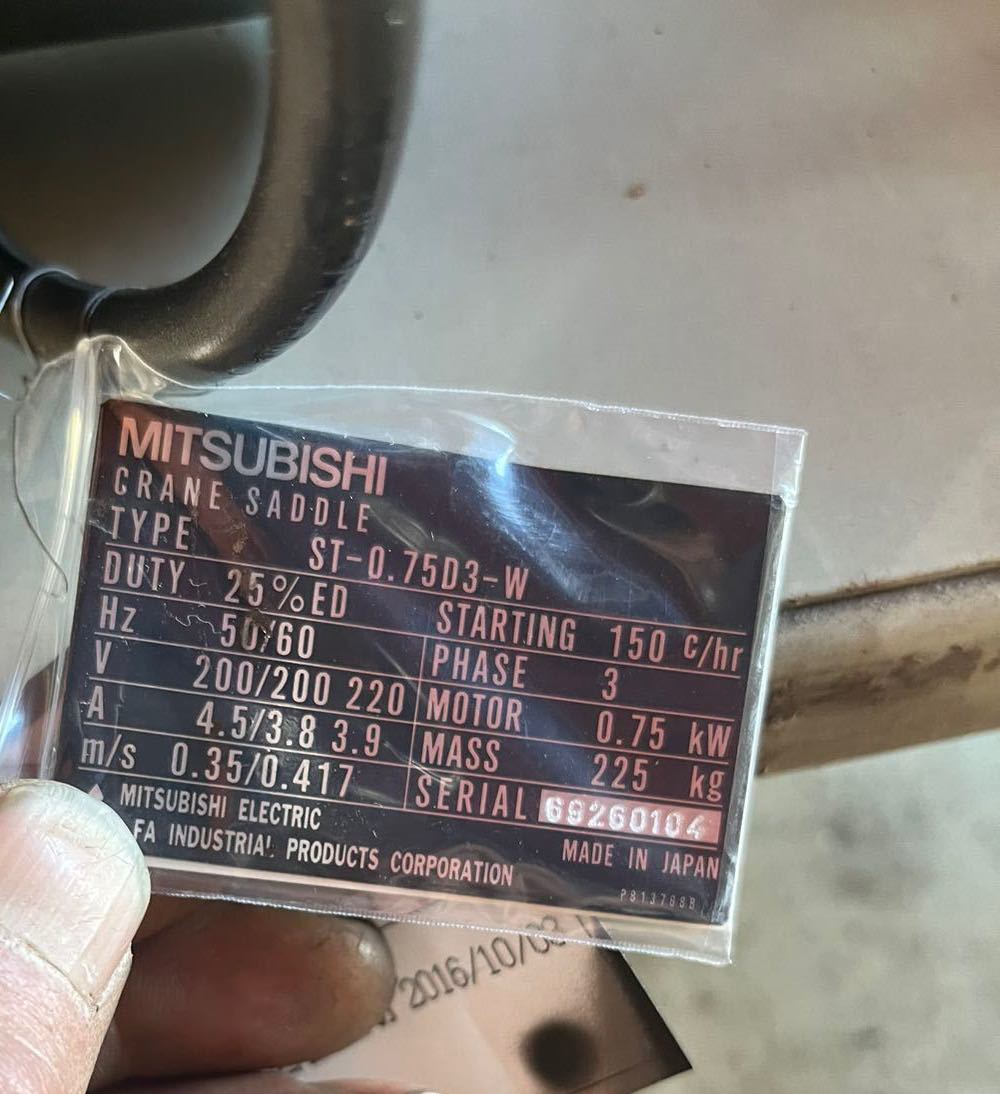 MITSUBISHI
CRANE SADDLE
TYPE ST-0.75D3-W
DUTY 25%ED STARTING 150 c/hr
Hz 50/60 PHASE 3
V 200/200 220 MOTOR 0.75 kW
A 4.5/3.8 3.9 MASS 225 kg
m/s 0.35/0.417 SERIAL 69260104
MITSUBISHI ELECTRIC
FA INDUSTRIAL PRODUCTS CORPORATION
MADE IN JAPAN
2016/10/03